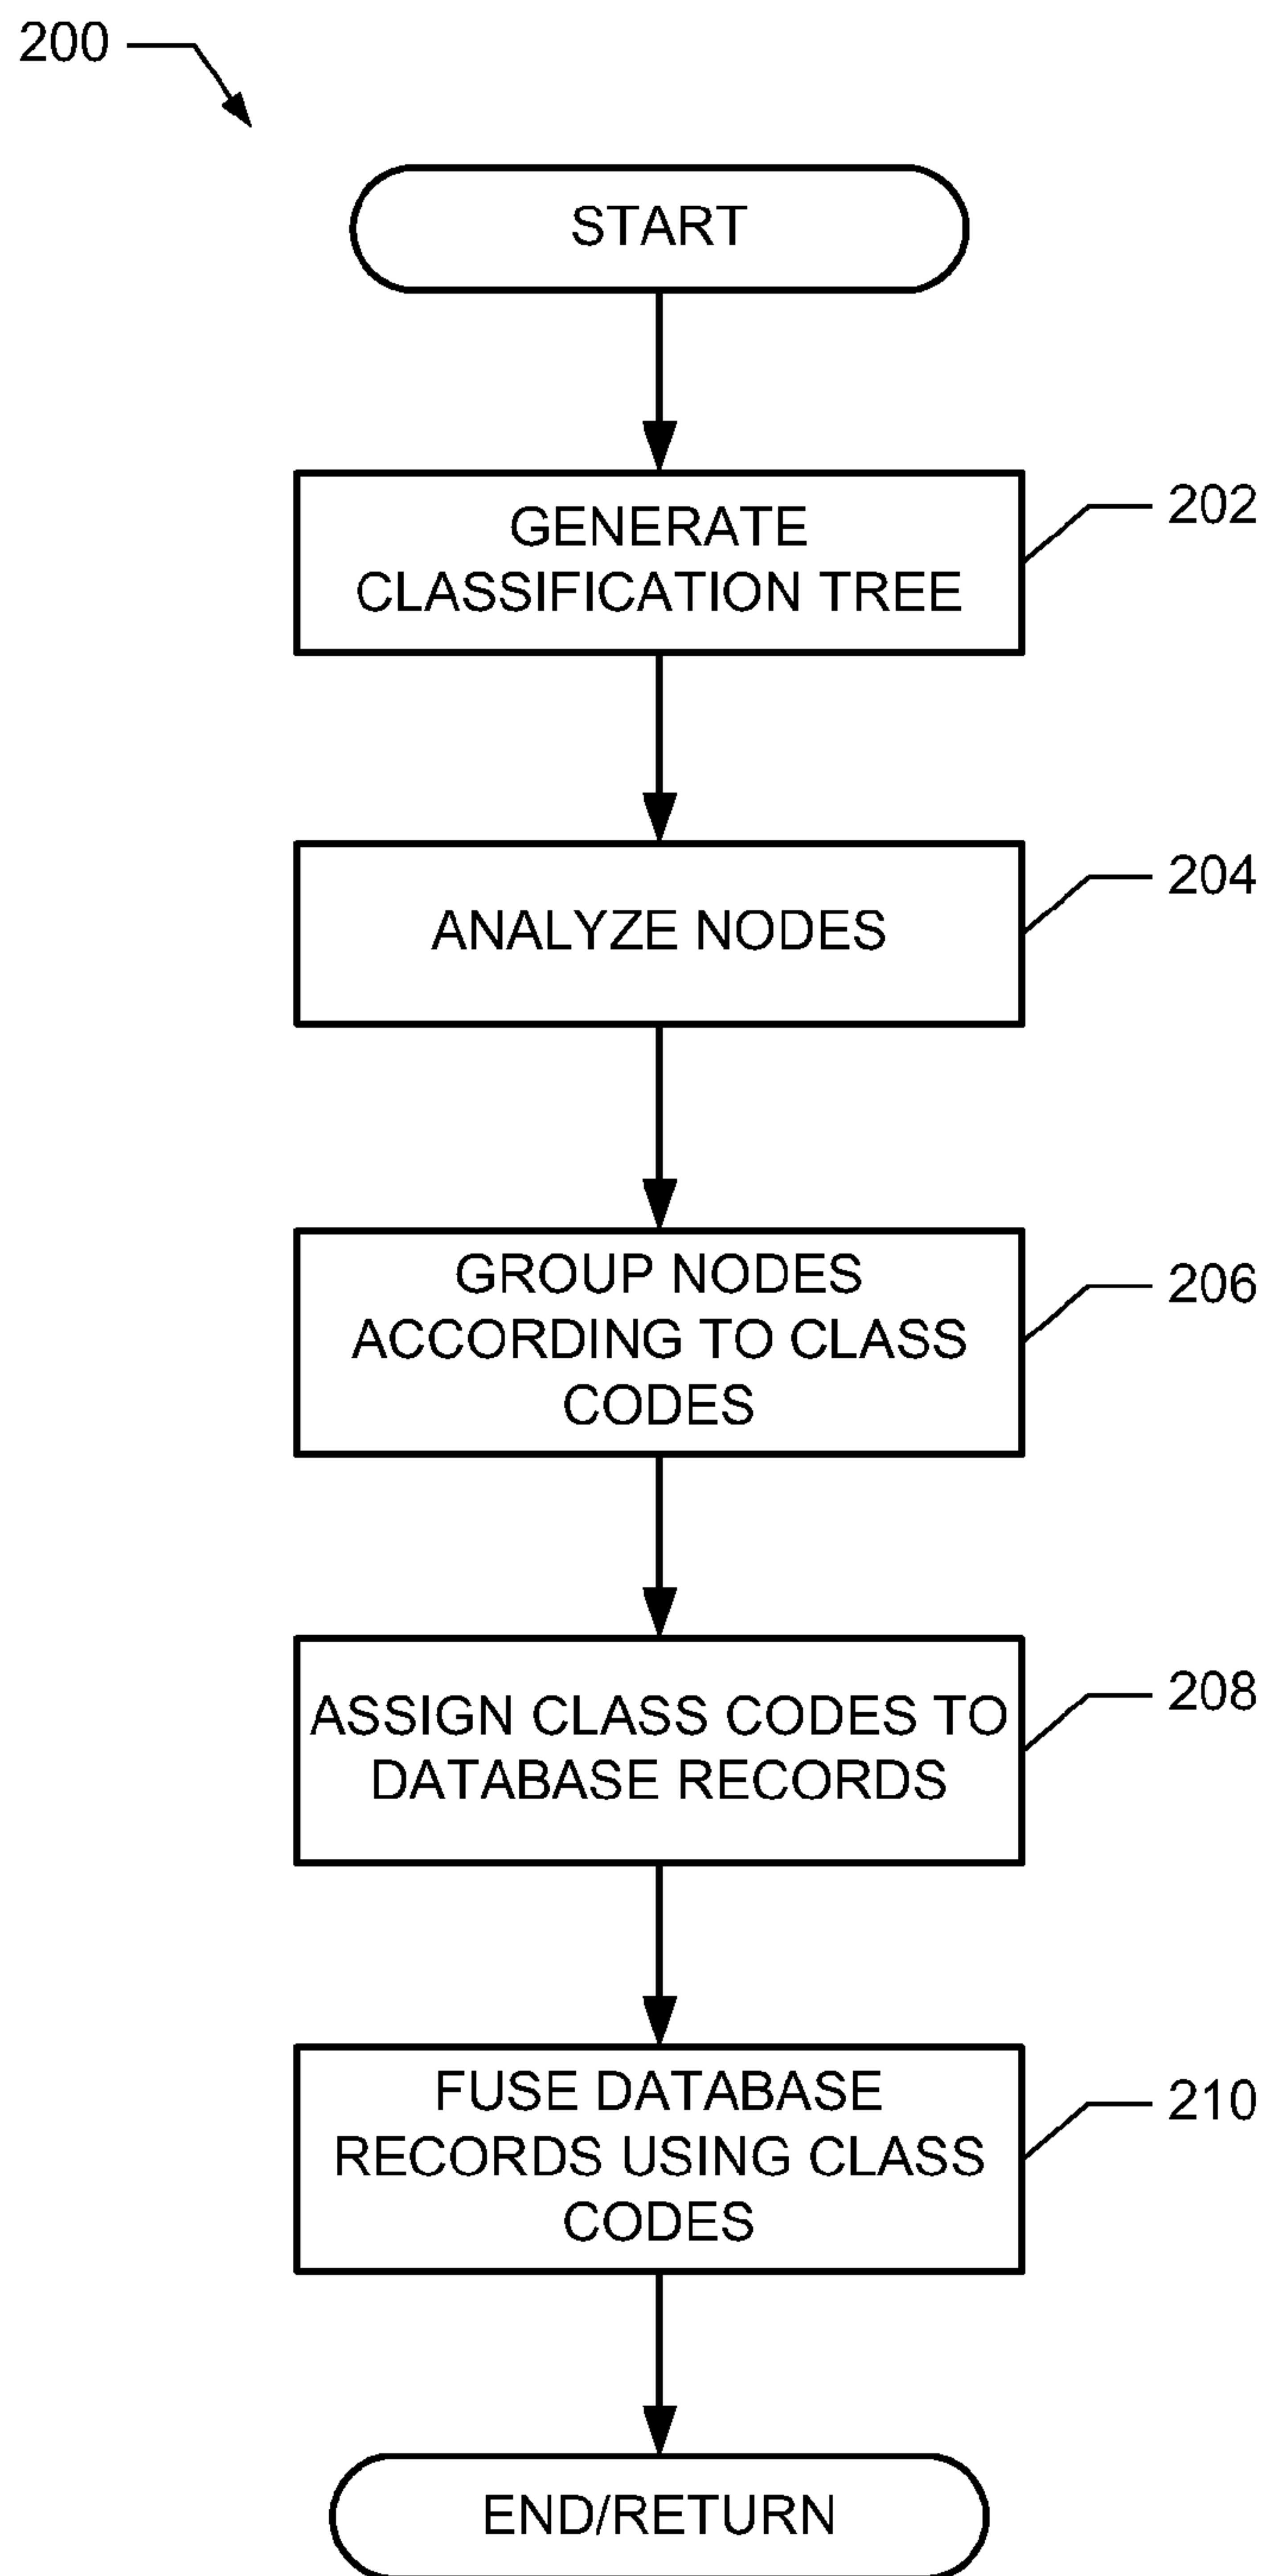 200
START
GENERATE
CLASSIFICATION TREE
202
ANALYZE NODES
204
GROUP NODES
ACCORDING TO CLASS
CODES
206
ASSIGN CLASS CODES TO
DATABASE RECORDS
208
FUSE DATABASE
RECORDS USING CLASS
CODES
210
END/RETURN